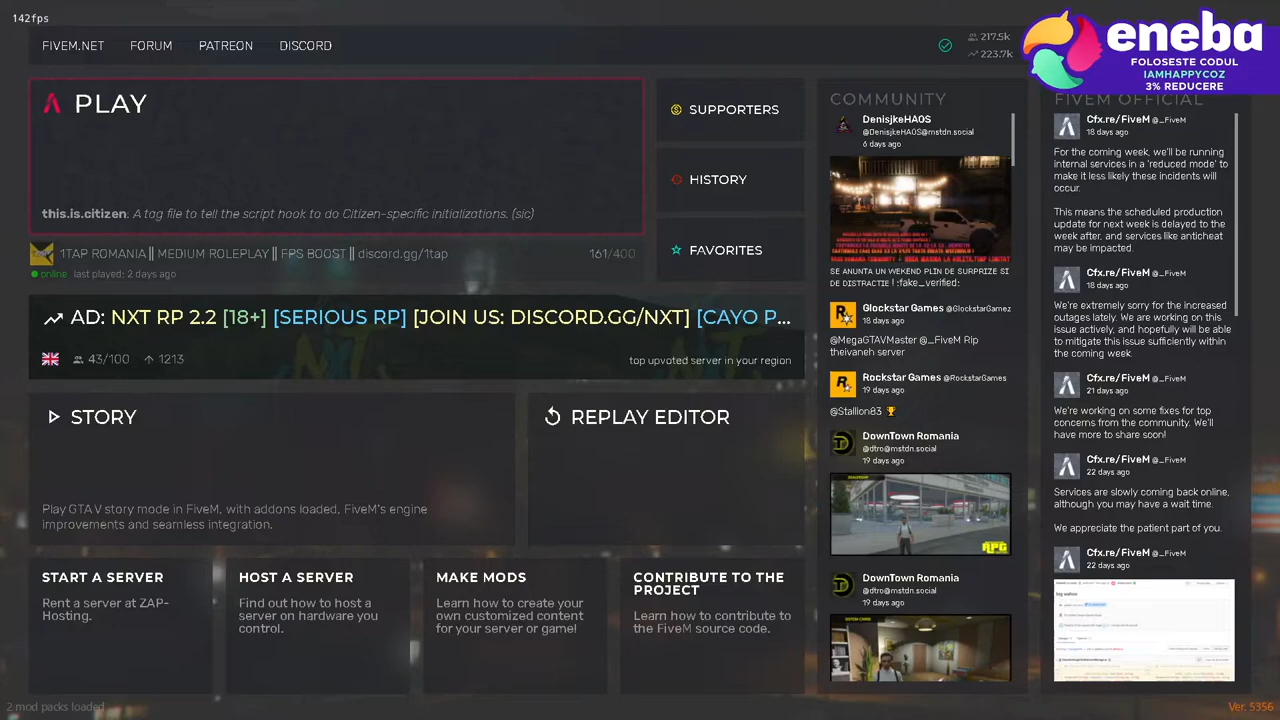 142fps
FIVEM.NET
FORUM
PATREON
DISCORD
217.5k
223.7k
eneba
FOLOSESTE CODUL
IAMHAPPYCOZ
3% REDUCERE
PLAY
this.is.citizen. A tag file to tell the script hook to do Citizen-specific initializations. (sic)
FPS BOOST || discord.gg/
161/400
online last played: 2 days ago
SUPPORTERS
HISTORY
FAVORITES
AD: NXT RP 2.2 [18+] [SERIOUS RP] [JOIN US: DISCORD.GG/NXT] [CAYO P...
43/100
1213
top upvoted server in your region
STORY
Play GTA V story mode in FiveM, with addons loaded, FiveM's engine
improvements and seamless integration.
REPLAY EDITOR
START A SERVER
Rent a server at ZAP-
Hosting.
HOST A SERVER
Find out how to host a
server on hardware you
control.
MAKE MODS
Learn how to make your
own customized content
for your server or client.
CONTRIBUTE TO THE
Learn how to contribute to
the FiveM source code.
2 mod packs loaded
COMMUNITY
DenisjkeHAOS
@DenisjkeHAOS@mstdn.social
6 days ago
SE ANUNTA UN WEKEND PLIN DE SURPRIZE SI
DE DISTRACTIE ! :fake_verified:
Glockstar Games @GlockstarGamez
18 days ago
@MegaGTAVMaster @_FiveM Rip
theivaneh server
Rockstar Games @RockstarGames
19 days ago
@Stallion83 🏆
DownTown Romania
@dtro@mstdn.social
19 days ago
RPG
DownTown Romania
@dtro@mstdn.social
19 days ago
FIVEM OFFICIAL
Cfx.re/FiveM @_FiveM
18 days ago
For the coming week, we'll be running
internal services in a 'reduced mode' to
make it less likely these incidents will
occur.
This means the scheduled production
update for next week is delayed to the
week after, and services like anticheat
may be impacted.
Cfx.re/FiveM @_FiveM
18 days ago
We're extremely sorry for the increased
outages lately. We are working on this
issue actively, and hopefully will be able
to mitigate this issue sufficiently within
the coming week.
Cfx.re/FiveM @_FiveM
21 days ago
We're working on some fixes for top
concerns from the community. We'll
have more to share soon!
Cfx.re/FiveM @_FiveM
22 days ago
Services are slowly coming back online,
although you may have a wait time.
We appreciate the patient part of you.
Cfx.re/FiveM @_FiveM
22 days ago
Ver. 5356